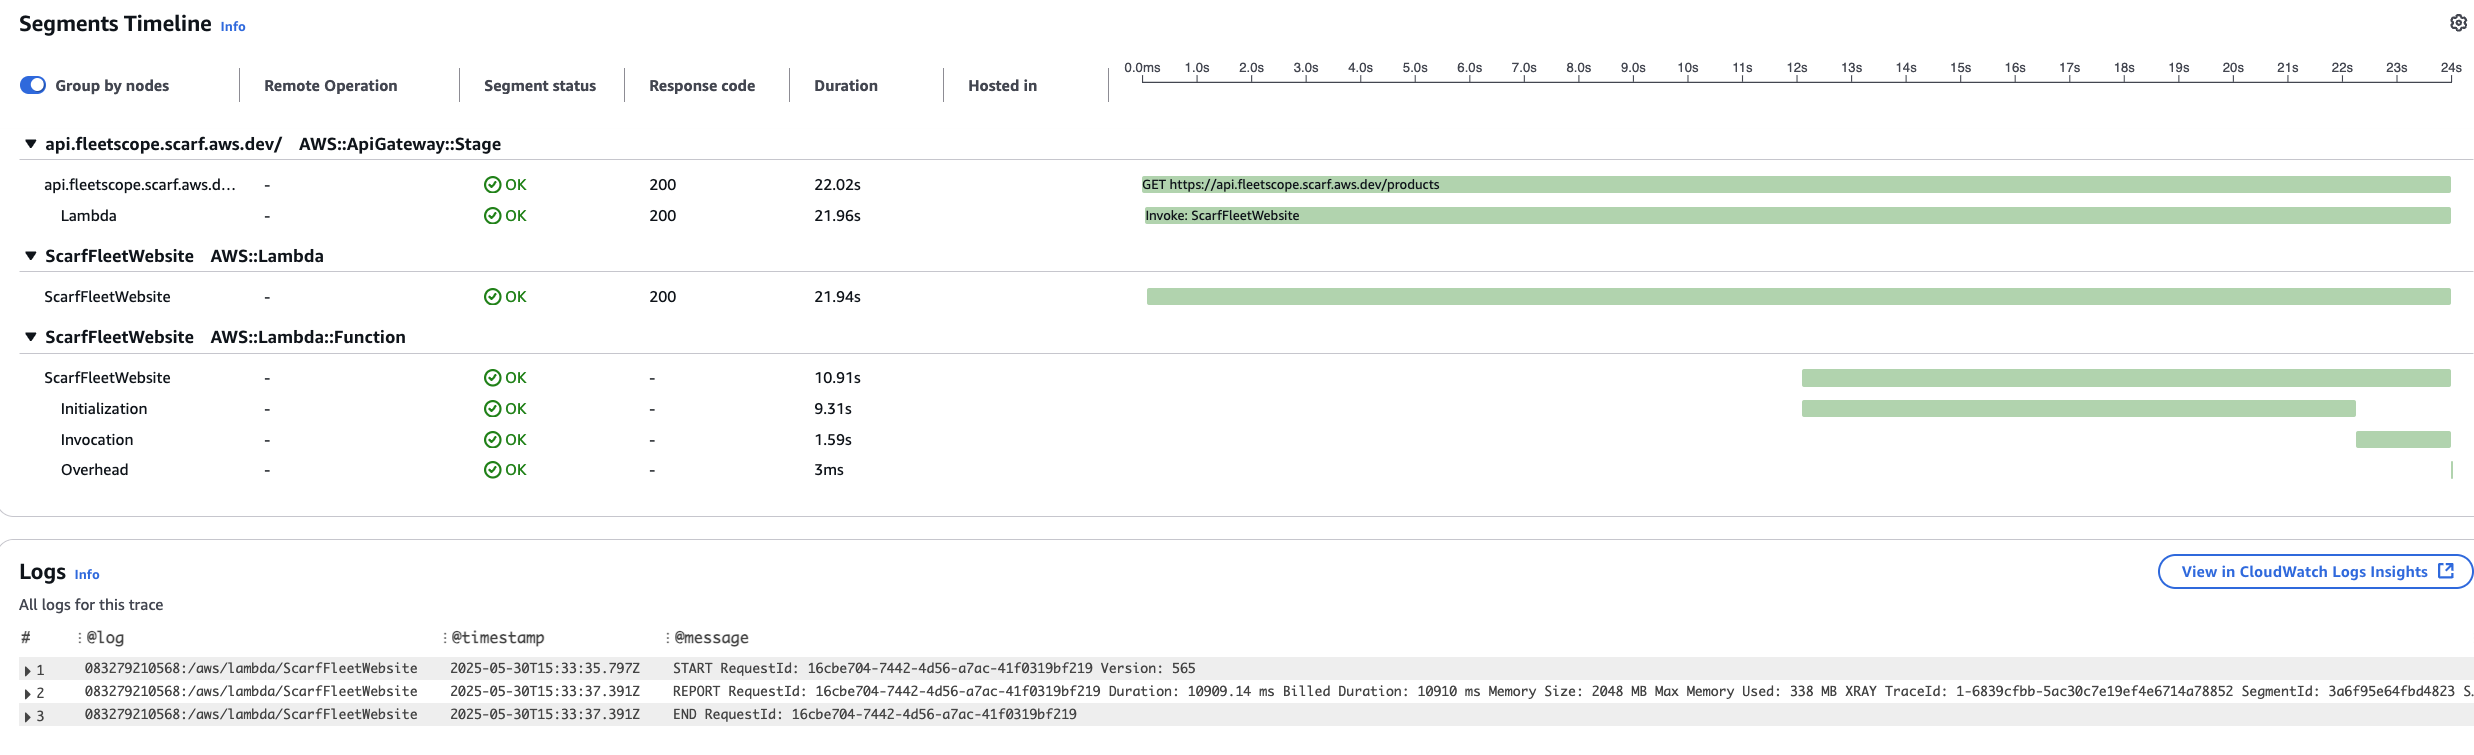 Segments Timeline Info
Group by nodes Remote Operation Segment status Response code Duration Hosted in 0.0ms 1.0s 2.0s 3.0s 4.0s 5.0s 6.0s 7.0s 8.0s 9.0s 10s 11s 12s 13s 14s 15s 16s 17s 18s 19s 20s 21s 22s 23s 24s
api.fleetscope.scarf.aws.dev/ AWS::ApiGateway::Stage
api.fleetscope.scarf.aws.d... - OK 200 22.02s GET https://api.fleetscope.scarf.aws.dev/products
Lambda - OK 200 21.96s Invoke: ScarfFleetWebsite
ScarfFleetWebsite AWS::Lambda
ScarfFleetWebsite - OK 200 21.94s
ScarfFleetWebsite AWS::Lambda::Function
ScarfFleetWebsite - OK - 10.91s
Initialization - OK - 9.31s
Invocation - OK - 1.59s
Overhead - OK - 3ms
Logs Info
View in CloudWatch Logs Insights
All logs for this trace
# @log @timestamp @message
1 083279210568:/aws/lambda/ScarfFleetWebsite 2025-05-30T15:33:35.797Z START RequestId: 16cbe704-7442-4d56-a7ac-41f0319bf219 Version: 565
2 083279210568:/aws/lambda/ScarfFleetWebsite 2025-05-30T15:33:37.391Z REPORT RequestId: 16cbe704-7442-4d56-a7ac-41f0319bf219 Duration: 10909.14 ms Billed Duration: 10910 ms Memory Size: 2048 MB Max Memory Used: 338 MB XRAY TraceId: 1-6839cfbb-5ac30c7e19ef4e6714a78852 SegmentId: 3a6f95e64fbd4823 S…
3 083279210568:/aws/lambda/ScarfFleetWebsite 2025-05-30T15:33:37.391Z END RequestId: 16cbe704-7442-4d56-a7ac-41f0319bf219